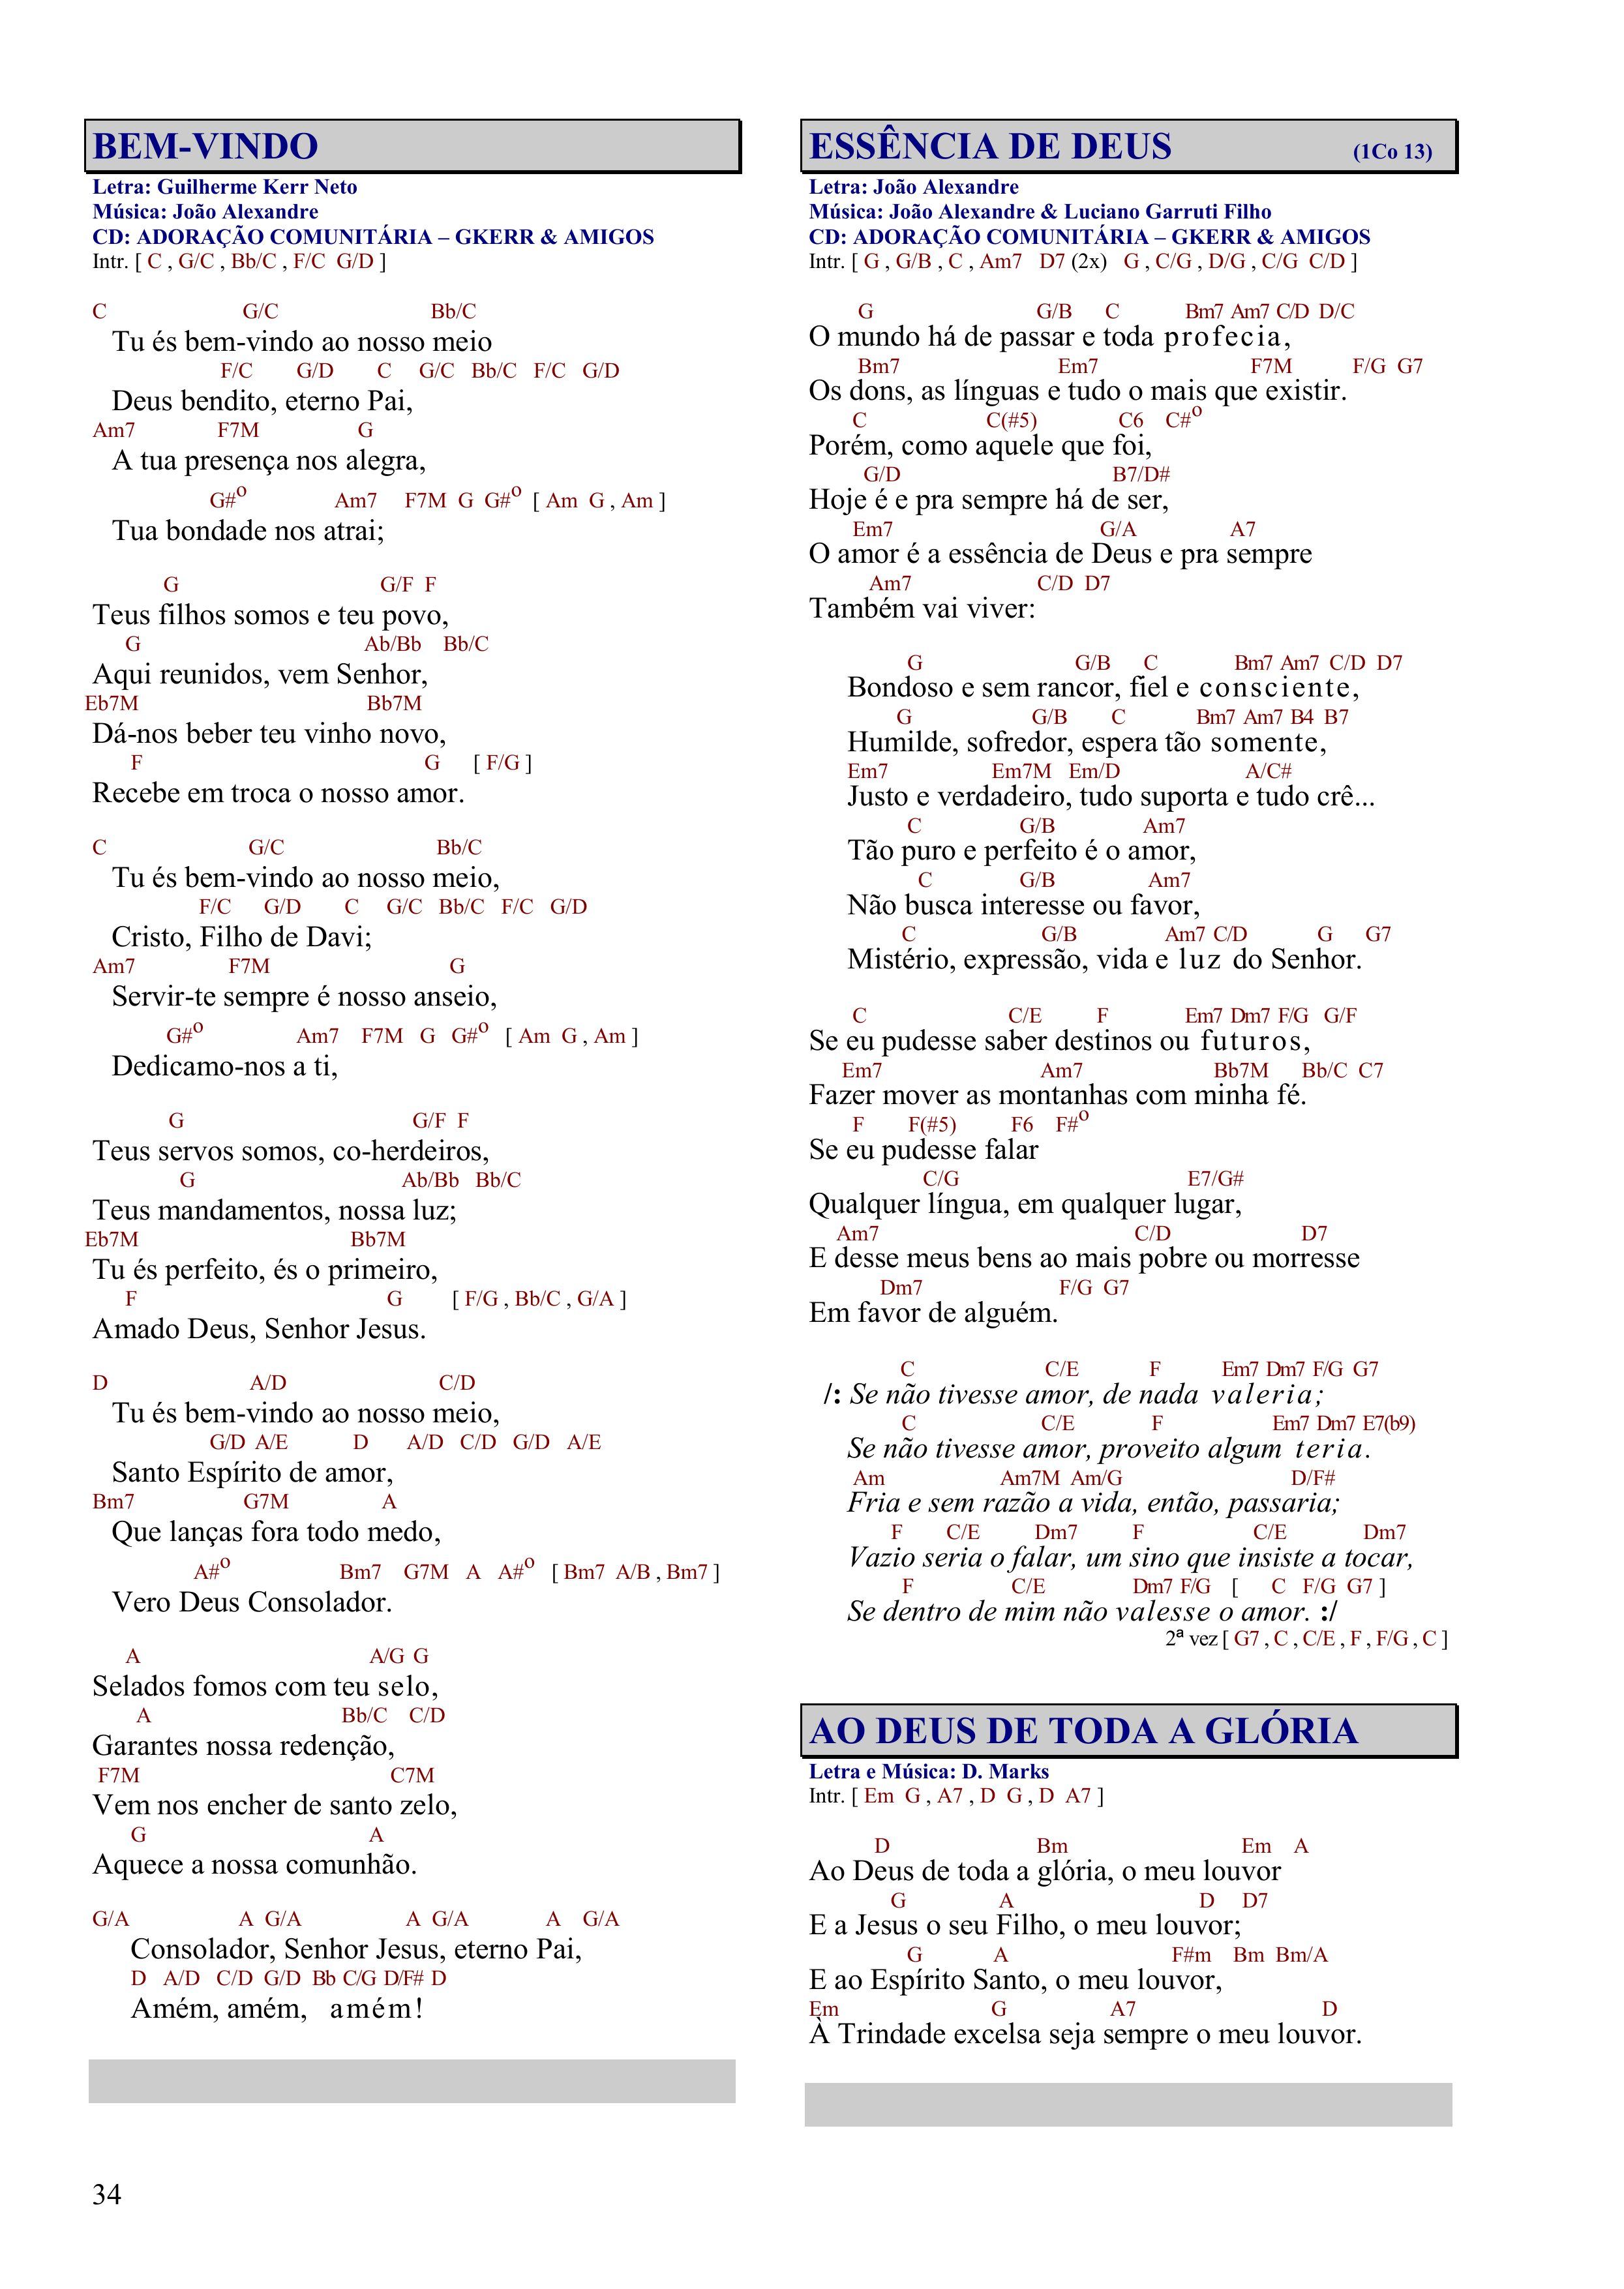 BEM-VINDO
Letra: Guilherme Kerr Neto
Música: João Alexandre
CD: ADORAÇÃO COMUNITÁRIA – GKERR & AMIGOS
Intr. [ C , G/C , Bb/C , F/C G/D ]
C G/C Bb/C
Tu és bem-vindo ao nosso meio
F/C G/D C G/C Bb/C F/C G/D
Deus bendito, eterno Pai,
Am7 F7M G
A tua presença nos alegra,
G#º Am7 F7M G G#º [ Am G , Am ]
Tua bondade nos atrai;
G G/F F
Teus filhos somos e teu povo,
G Ab/Bb Bb/C
Aqui reunidos, vem Senhor,
Eb7M Bb7M
Dá-nos beber teu vinho novo,
F G [ F/G ]
Recebe em troca o nosso amor.
C G/C Bb/C
Tu és bem-vindo ao nosso meio,
F/C G/D C G/C Bb/C F/C G/D
Cristo, Filho de Davi;
Am7 F7M G
Servir-te sempre é nosso anseio,
G#º Am7 F7M G G#º [ Am G , Am ]
Dedicamo-nos a ti,
G G/F F
Teus servos somos, co-herdeiros,
G Ab/Bb Bb/C
Teus mandamentos, nossa luz;
Eb7M Bb7M
Tu és perfeito, és o primeiro,
F G [ F/G , Bb/C , G/A ]
Amado Deus, Senhor Jesus.
D A/D C/D
Tu és bem-vindo ao nosso meio,
G/D A/E D A/D C/D G/D A/E
Santo Espírito de amor,
Bm7 G7M A
Que lanças fora todo medo,
A#º Bm7 G7M A A#º [ Bm7 A/B , Bm7 ]
Vero Deus Consolador.
A A/G G
Selados fomos com teu selo,
A Bb/C C/D
Garantes nossa redenção,
F7M C7M
Vem nos encher de santo zelo,
G A
Aquece a nossa comunhão.
G/A A G/A A G/A A G/A
Consolador, Senhor Jesus, eterno Pai,
D A/D C/D G/D Bb C/G D/F# D
Amém, amém, amém!
ESSÊNCIA DE DEUS (1Co 13)
Letra: João Alexandre
Música: João Alexandre & Luciano Garruti Filho
CD: ADORAÇÃO COMUNITÁRIA – GKERR & AMIGOS
Intr. [ G , G/B , C , Am7 D7 (2x) G , C/G , D/G , C/G C/D ]
G G/B C Bm7 Am7 C/D D/C
O mundo há de passar e toda profecia,
Bm7 Em7 F7M F/G G7
Os dons, as línguas e tudo o mais que existir.
C C(#5) C6 C#º
Porém, como aquele que foi,
G/D B7/D#
Hoje é e pra sempre há de ser,
Em7 G/A A7
O amor é a essência de Deus e pra sempre
Am7 C/D D7
Também vai viver:
G G/B C Bm7 Am7 C/D D7
Bondoso e sem rancor, fiel e consciente,
G G/B C Bm7 Am7 B4 B7
Humilde, sofredor, espera tão somente,
Em7 Em7M Em/D A/C#
Justo e verdadeiro, tudo suporta e tudo crê...
C G/B Am7
Tão puro e perfeito é o amor,
C G/B Am7
Não busca interesse ou favor,
C G/B Am7 C/D G G7
Mistério, expressão, vida e luz do Senhor.
C C/E F Em7 Dm7 F/G G/F
Se eu pudesse saber destinos ou futuros,
Em7 Am7 Bb7M Bb/C C7
Fazer mover as montanhas com minha fé.
F F(#5) F6 F#º
Se eu pudesse falar
C/G E7/G#
Qualquer língua, em qualquer lugar,
Am7 C/D D7
E desse meus bens ao mais pobre ou morresse
Dm7 F/G G7
Em favor de alguém.
C C/E F Em7 Dm7 F/G G7
/: Se não tivesse amor, de nada valeria;
C C/E F Em7 Dm7 E7(b9)
Se não tivesse amor, proveito algum teria.
Am Am7M Am/G D/F#
Fria e sem razão a vida, então, passaria;
F C/E Dm7 F C/E Dm7
Vazio seria o falar, um sino que insiste a tocar,
F C/E Dm7 F/G [ C F/G G7 ]
Se dentro de mim não valesse o amor. :/
2ª vez [ G7 , C , C/E , F , F/G , C ]
AO DEUS DE TODA A GLÓRIA
Letra e Música: D. Marks
Intr. [ Em G , A7 , D G , D A7 ]
D Bm Em A
Ao Deus de toda a glória, o meu louvor
G A D D7
E a Jesus o seu Filho, o meu louvor;
G A F#m Bm Bm/A
E ao Espírito Santo, o meu louvor,
Em G A7 D
À Trindade excelsa seja sempre o meu louvor.
34